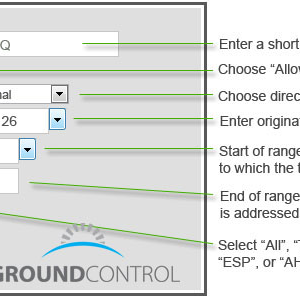 Q
Enter a short
Choose “Allow
nal
Choose direc
26
Enter origina
Start of range
to which the t
End of range
is addressed
Select “All”, “T
“ESP”, or “AH
GROUNDCONTROL